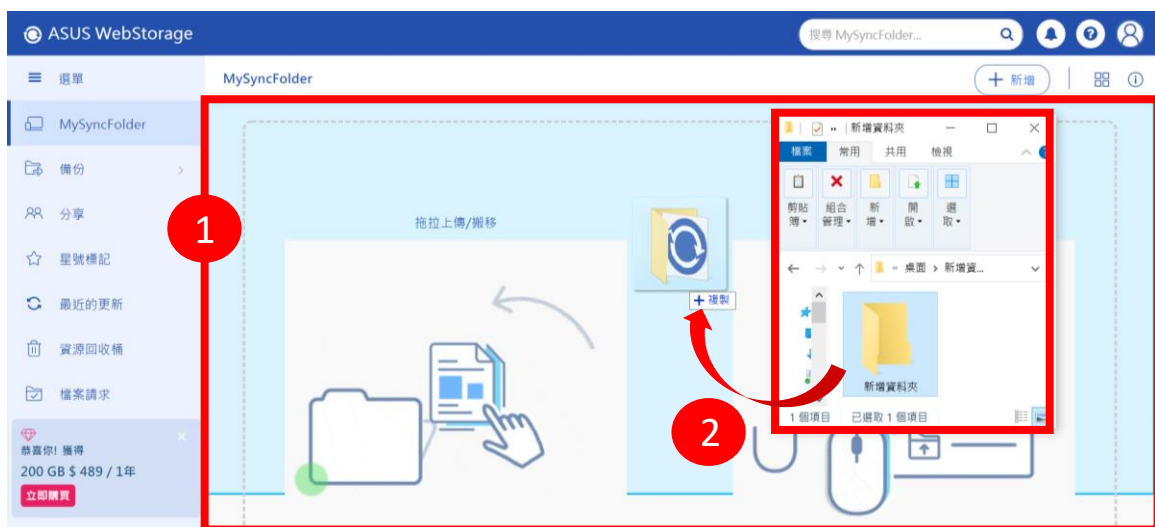 ASUS WebStorage
搜尋 MySyncFolder...
選單
MySyncFolder
+ 新增
MySyncFolder
備份
分享
星號標記
最近的更新
資源回收桶
檔案請求
恭喜你! 獲得
200 GB $ 489 / 1年
立即購買
1
拖拉上傳/搬移
+ 複製
2
新增資料夾
檔案 常用 共用 檢視
剪貼簿
組合管理
新增
開啟
選取
« 桌面 › 新增資...
新增資料夾
1 個項目 已選取 1 個項目